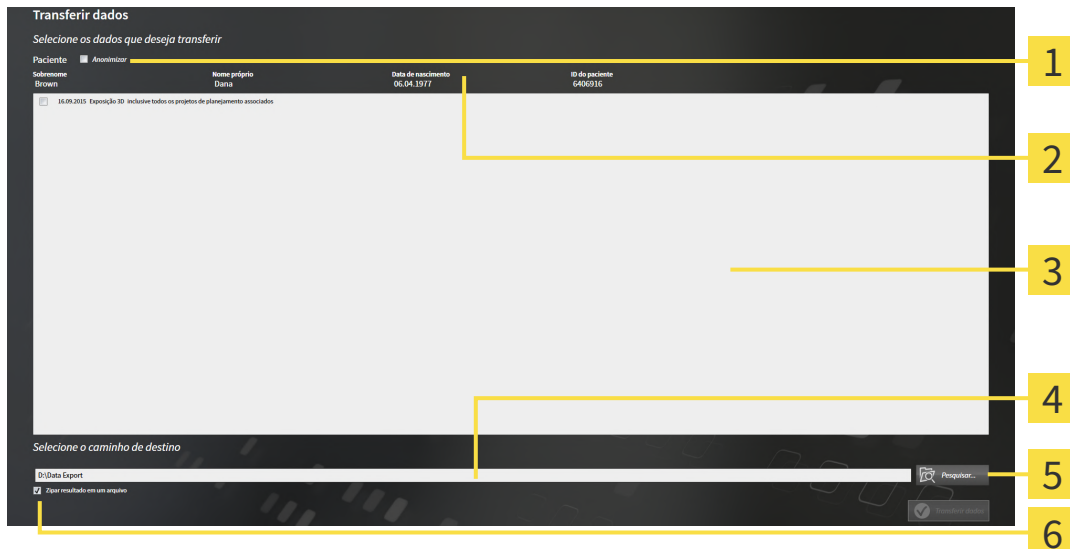 Transferir dados
Selecione os dados que deseja transferir
Paciente Anonimizar
1
Sobrenome Nome próprio Data de nascimento ID do paciente
Brown Dana 06.04.1977 6406916
16.09.2015 Exposição 3D inclusive todos os projetos de planejamento associados
2
3
4
Selecione o caminho de destino
D:\Data Export Pesquisar... 5
Zipar resultado em um arquivo
Transferir dados
6